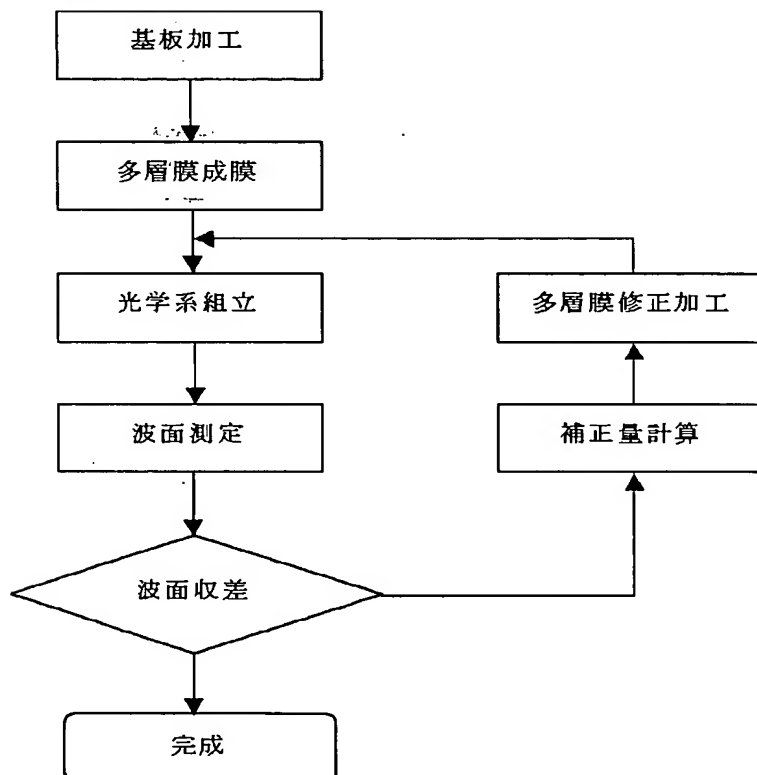 基板加工
多層膜成膜
光学系組立
多層膜修正加工
波面測定
補正量計算
波面収差
完成